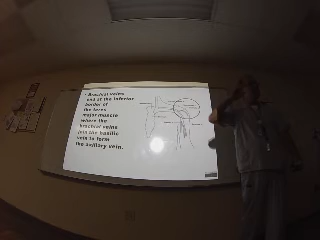 • Brachial veins
end at the inferior
border of
the teres
major muscle
where the
brachial veins
join the basilic
vein to form
the axillary vein.